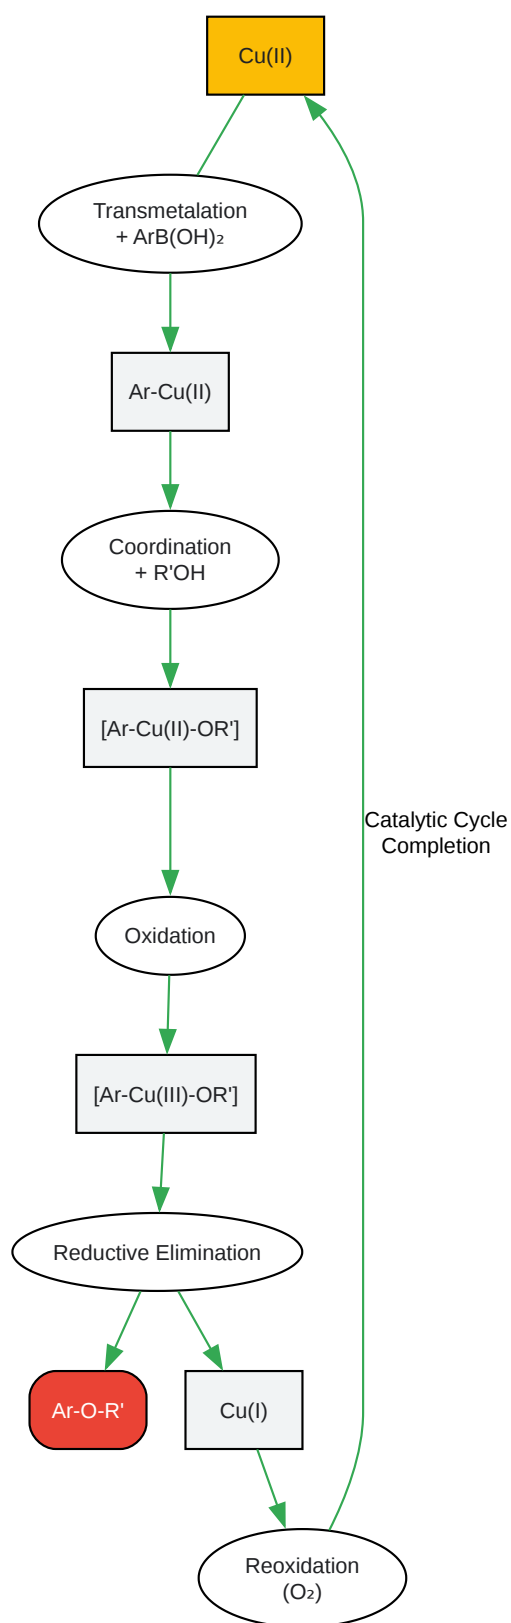 Cu(II)
Transmetalation
+ ArB(OH)₂
Ar-Cu(II)
Coordination
+ R'OH
[Ar-Cu(II)-OR']
Catalytic Cycle
Completion
Oxidation
[Ar-Cu(III)-OR']
Reductive Elimination
Ar-O-R'
Cu(I)
Reoxidation
(O₂)